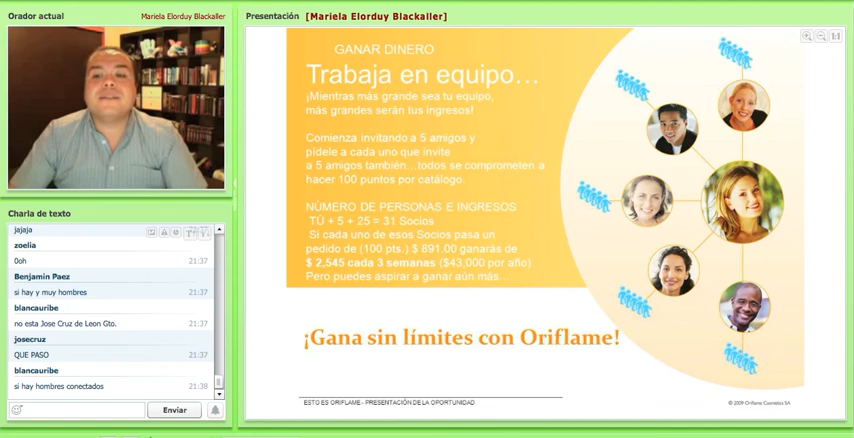 Orador actual
Mariela Elorduy Blackaller
Presentación [Mariela Elorduy Blackaller]
GANAR DINERO
Trabaja en equipo…
¡Mientras más grande sea tu equipo,
más grandes serán tus ingresos!
Comienza invitando a 5 amigos y
pídele a cada uno que invite
a 5 amigos también…todos se comprometen a
hacer 100 puntos por catálogo.
NÚMERO DE PERSONAS E INGRESOS
TÚ + 5 + 25 = 31 Socios
Si cada uno de esos Socios pasa un
pedido de (100 pts.) $ 891.00 ganarás de
$ 2,545 cada 3 semanas ($43,000 por año)
Pero puedes aspirar a ganar aún más…
¡Gana sin límites con Oriflame!
ESTO ES ORIFLAME - PRESENTACIÓN DE LA OPORTUNIDAD
© 2009 Oriflame Cosmetics SA
Charla de texto
jajaja
zoelia
0oh 21:37
Benjamin Paez
si hay y muy hombres 21:37
blancauribe
no esta Jose Cruz de Leon Gto. 21:37
josecruz
QUE PASO 21:37
blancauribe
si hay hombres conectados 21:38
Enviar